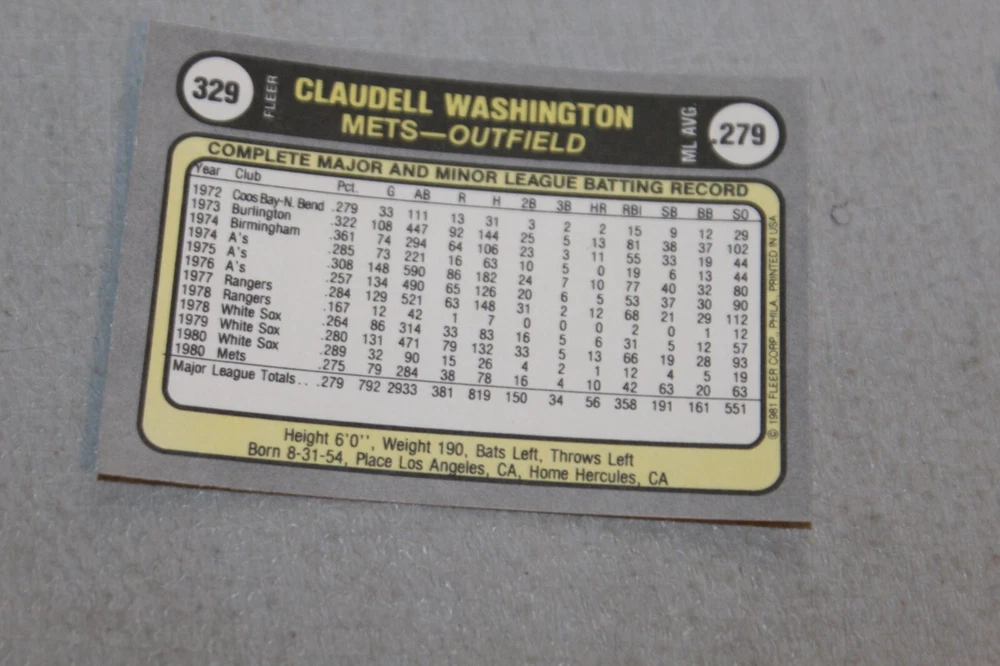 329
FLEER
CLAUDELL WASHINGTON
METS—OUTFIELD
ML AVG.
.279
COMPLETE MAJOR AND MINOR LEAGUE BATTING RECORD
Year Club Pct. G AB R H 2B 3B HR RBI SB BB SO
1972 Coos Bay-N. Bend .279 33 111 13 31 3 2 2 15 9 12 29
1973 Burlington .322 108 447 92 144 25 5 13 81 38 37 102
1974 Birmingham .361 74 294 64 106 23 3 11 55 33 19 44
1974 A's .285 73 221 16 63 10 5 0 19 6 13 44
1975 A's .308 148 590 86 182 24 7 10 77 40 32 80
1976 A's .257 134 490 65 126 20 6 5 53 37 30 90
1977 Rangers .284 129 521 63 148 31 2 12 68 21 29 112
1978 Rangers .167 12 42 1 7 0 0 0 2 0 1 12
1978 White Sox .264 86 314 33 83 16 5 6 31 5 12 57
1979 White Sox .280 131 471 79 132 33 5 13 66 19 28 93
1980 White Sox .289 32 90 15 26 4 2 1 12 4 5 19
1980 Mets .275 79 284 38 78 16 4 10 42 63 20 63
Major League Totals... .279 792 2933 381 819 150 34 56 358 191 161 551
Height 6'0'', Weight 190, Bats Left, Throws Left
Born 8-31-54, Place Los Angeles, CA, Home Hercules, CA
© 1981 FLEER CORP., PHILA. PRINTED IN USA